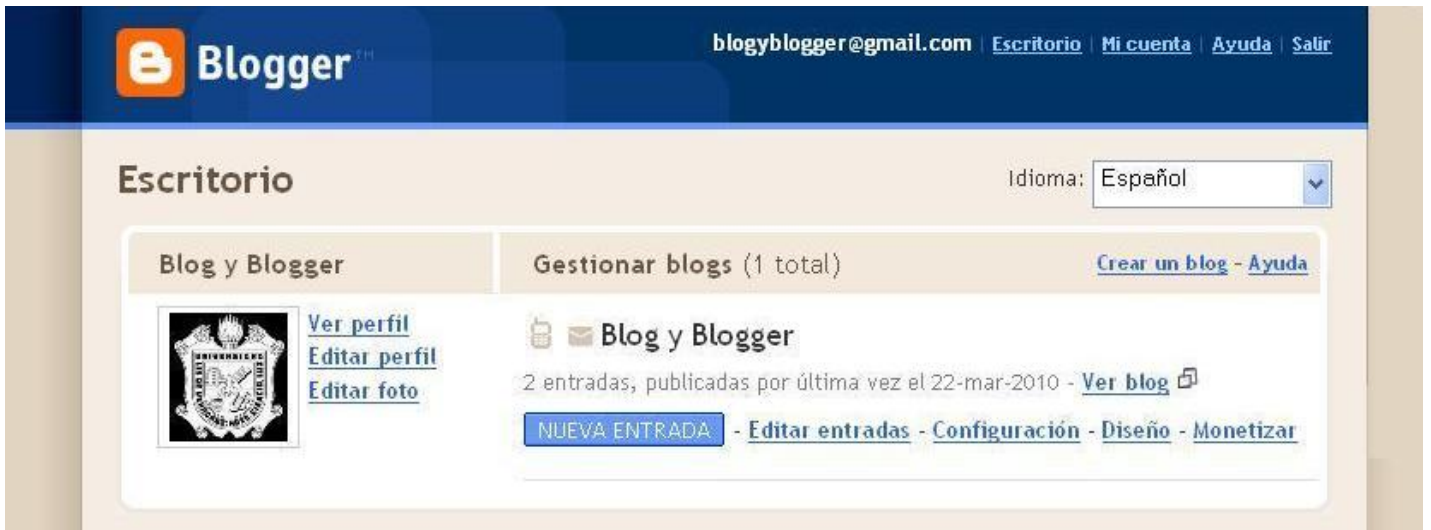 Blogger™
blogyblogger@gmail.com | Escritorio | Mi cuenta | Ayuda | Salir
Escritorio
Idioma: Español
Blog y Blogger
Ver perfil
Editar perfil
Editar foto
Gestionar blogs (1 total)
Crear un blog - Ayuda
Blog y Blogger
2 entradas, publicadas por última vez el 22-mar-2010 - Ver blog
NUEVA ENTRADA - Editar entradas - Configuración - Diseño - Monetizar